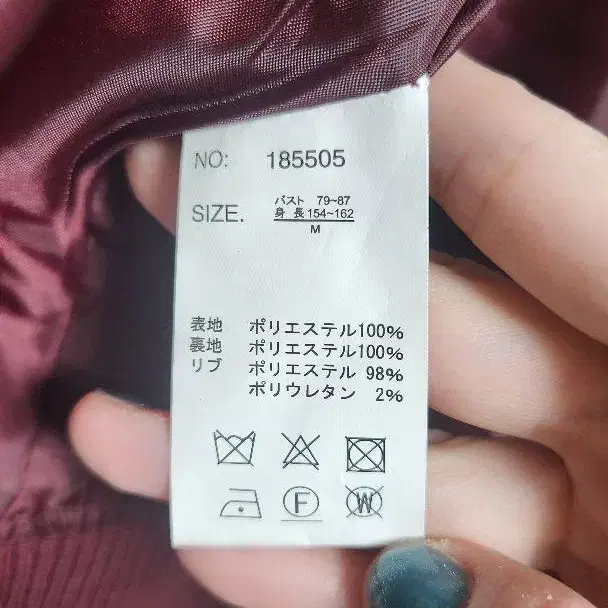 NO: 185505
SIZE. バスト 79~87
身長 154~162
M
表地 ポリエステル100%
裏地 ポリエステル100%
リブ ポリエステル 98%
ポリウレタン 2%
F W